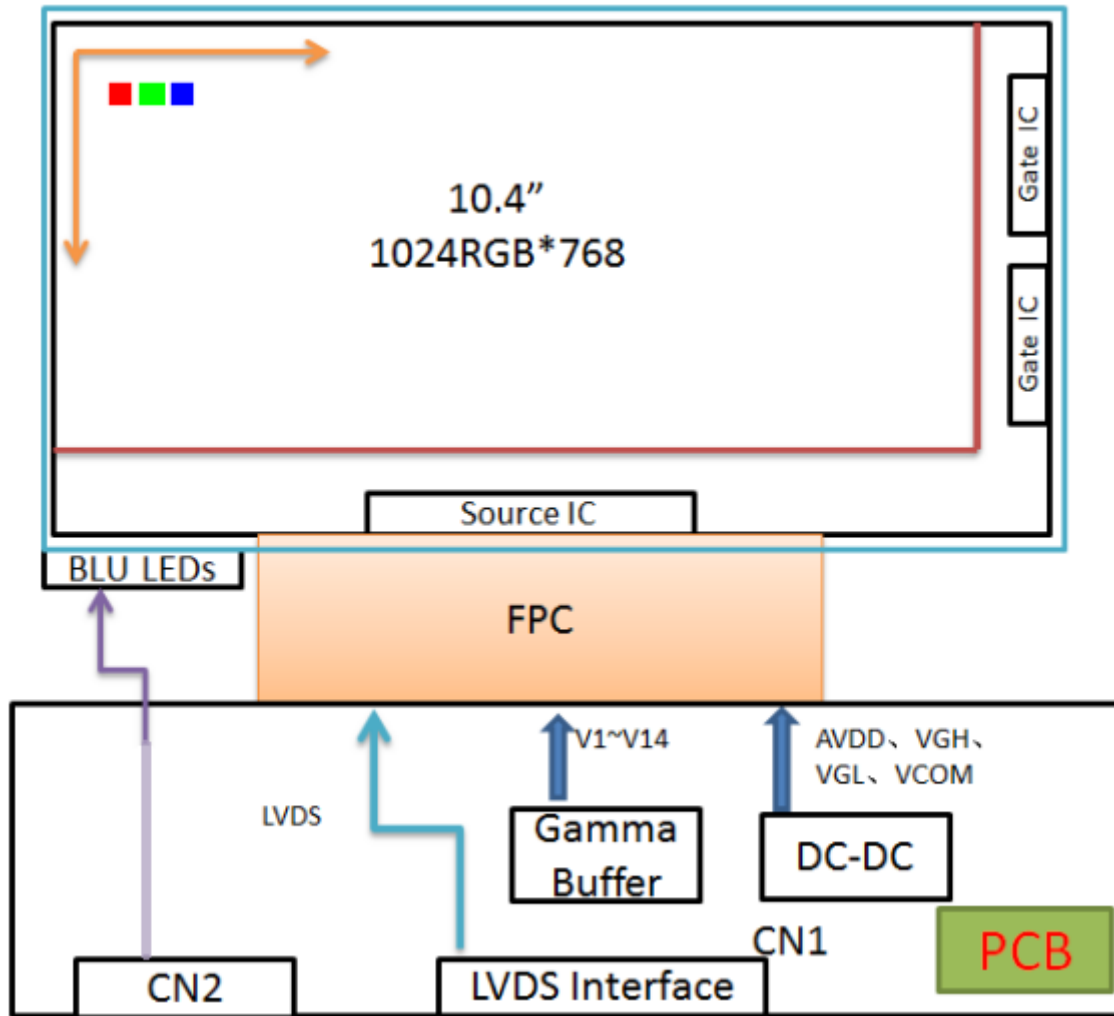 10.4”
1024RGB*768
Gate IC
Gate IC
Source IC
BLU LEDs
FPC
V1~V14
AVDD、VGH、
VGL、VCOM
LVDS
Gamma
Buffer
DC-DC
CN1
PCB
CN2
LVDS Interface